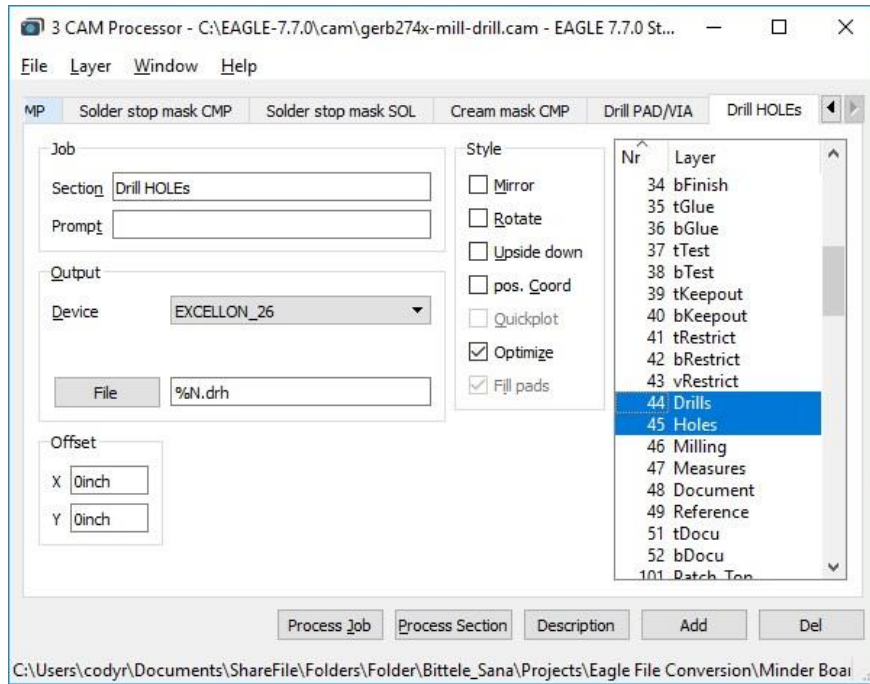 3 CAM Processor - C:\EAGLE-7.7.0\cam\gerb274x-mill-drill.cam - EAGLE 7.7.0 St...
File Layer Window Help
MP Solder stop mask CMP Solder stop mask SOL Cream mask CMP Drill PAD/VIA Drill HOLEs
Job
Section Drill HOLEs
Prompt
Output
Device EXCELLON_26
File %N.drh
Offset
X 0inch
Y 0inch
Style
Mirror
Rotate
Upside down
pos. Coord
Quickplot
Optimize
Fill pads
Nr Layer
34 bFinish
35 tGlue
36 bGlue
37 tTest
38 bTest
39 tKeepout
40 bKeepout
41 tRestrict
42 bRestrict
43 vRestrict
44 Drills
45 Holes
46 Milling
47 Measures
48 Document
49 Reference
51 tDocu
52 bDocu
101 Patch_Top
Process Job Process Section Description Add Del
C:\Users\codyr\Documents\ShareFile\Folders\Folder\Bittele_Sana\Projects\Eagle File Conversion\Minder Boar